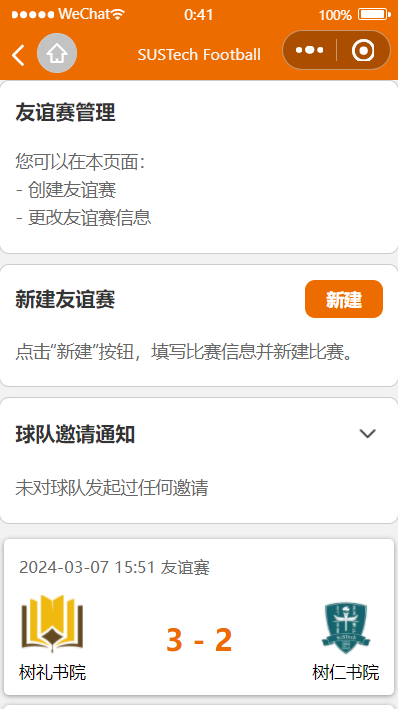 WeChat 0:41 100%
SUSTech Football
友谊赛管理
您可以在本页面：
- 创建友谊赛
- 更改友谊赛信息
新建友谊赛 新建
点击“新建”按钮，填写比赛信息并新建比赛。
球队邀请通知
未对球队发起过任何邀请
2024-03-07 15:51 友谊赛
3 - 2
SUSTech
树礼书院 树仁书院